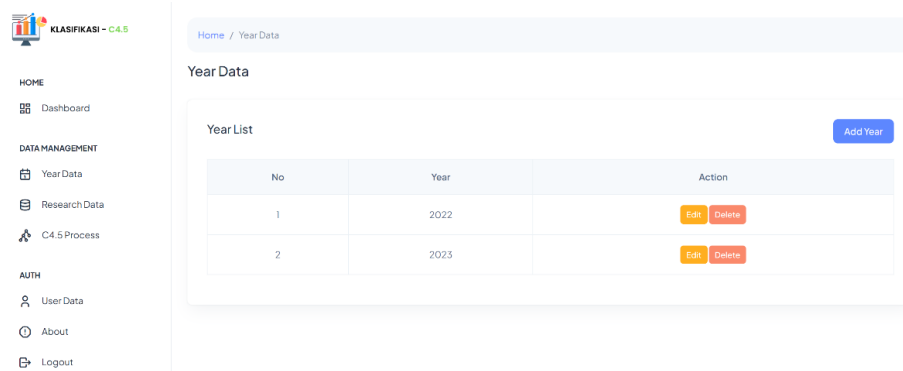 KLASIFIKASI - C4.5
HOME
Dashboard
DATA MANAGEMENT
Year Data
Research Data
C4.5 Process
AUTH
User Data
About
Logout
Home / Year Data
Year Data
Year List
Add Year
No Year Action
1 2022 Edit Delete
2 2023 Edit Delete